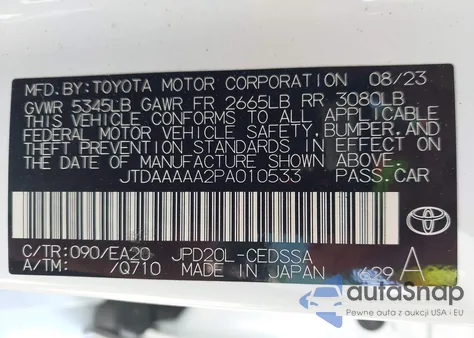 MFD.BY:TOYOTA MOTOR CORPORATION 08/23
GVWR 5345LB GAWR FR 2665LB RR 3080LB
THIS VEHICLE CONFORMS TO ALL APPLICABLE
FEDERAL MOTOR VEHICLE SAFETY, BUMPER, AND
THEFT PREVENTION STANDARDS IN EFFECT ON
THE DATE OF MANUFACTURE SHOWN ABOVE.
JTDAAAAA2PA010533 PASS.CAR
C/TR:090/EA20 JPD20L-CEDSSA
A/TM: /Q710 MADE IN JAPAN 629 A
TOYOTA
autoSnap
Pewne auta z aukcji USA i EU